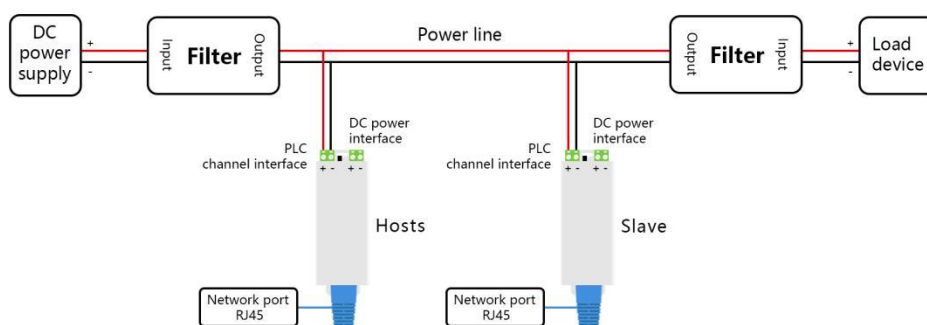 DC
power
supply
+
-
Input
Filter
Output
Power line
Output
Filter
Input
+
-
Load
device
PLC
channel interface
DC power
interface
+ - + -
Hosts
Network port
RJ45
PLC
channel interface
DC power
interface
+ - + -
Slave
Network port
RJ45